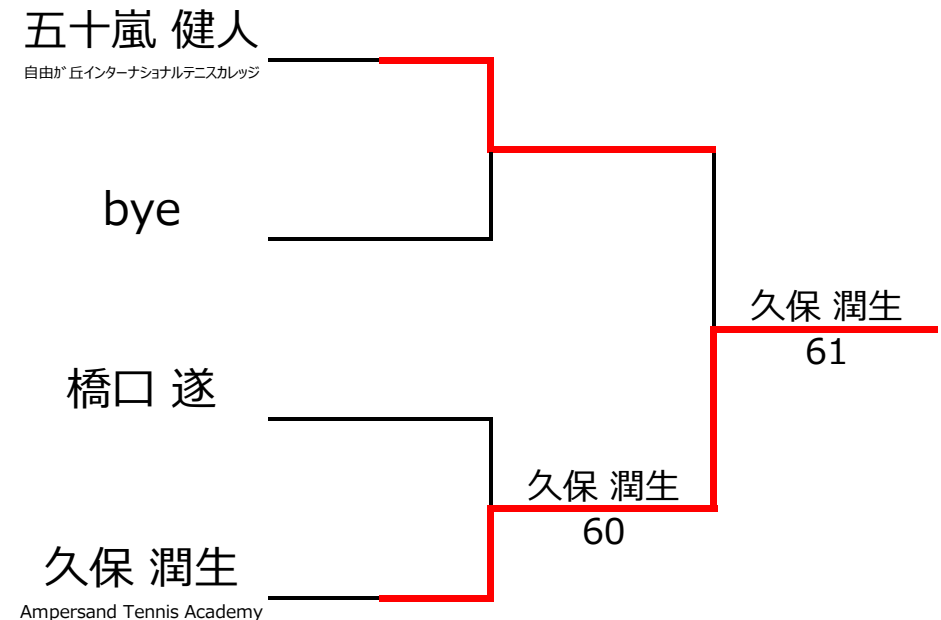 五十嵐 健人
自由が丘インターナショナルテニスカレッジ
bye
久保 潤生
61
橋口 遂
久保 潤生
60
久保 潤生
Ampersand Tennis Academy